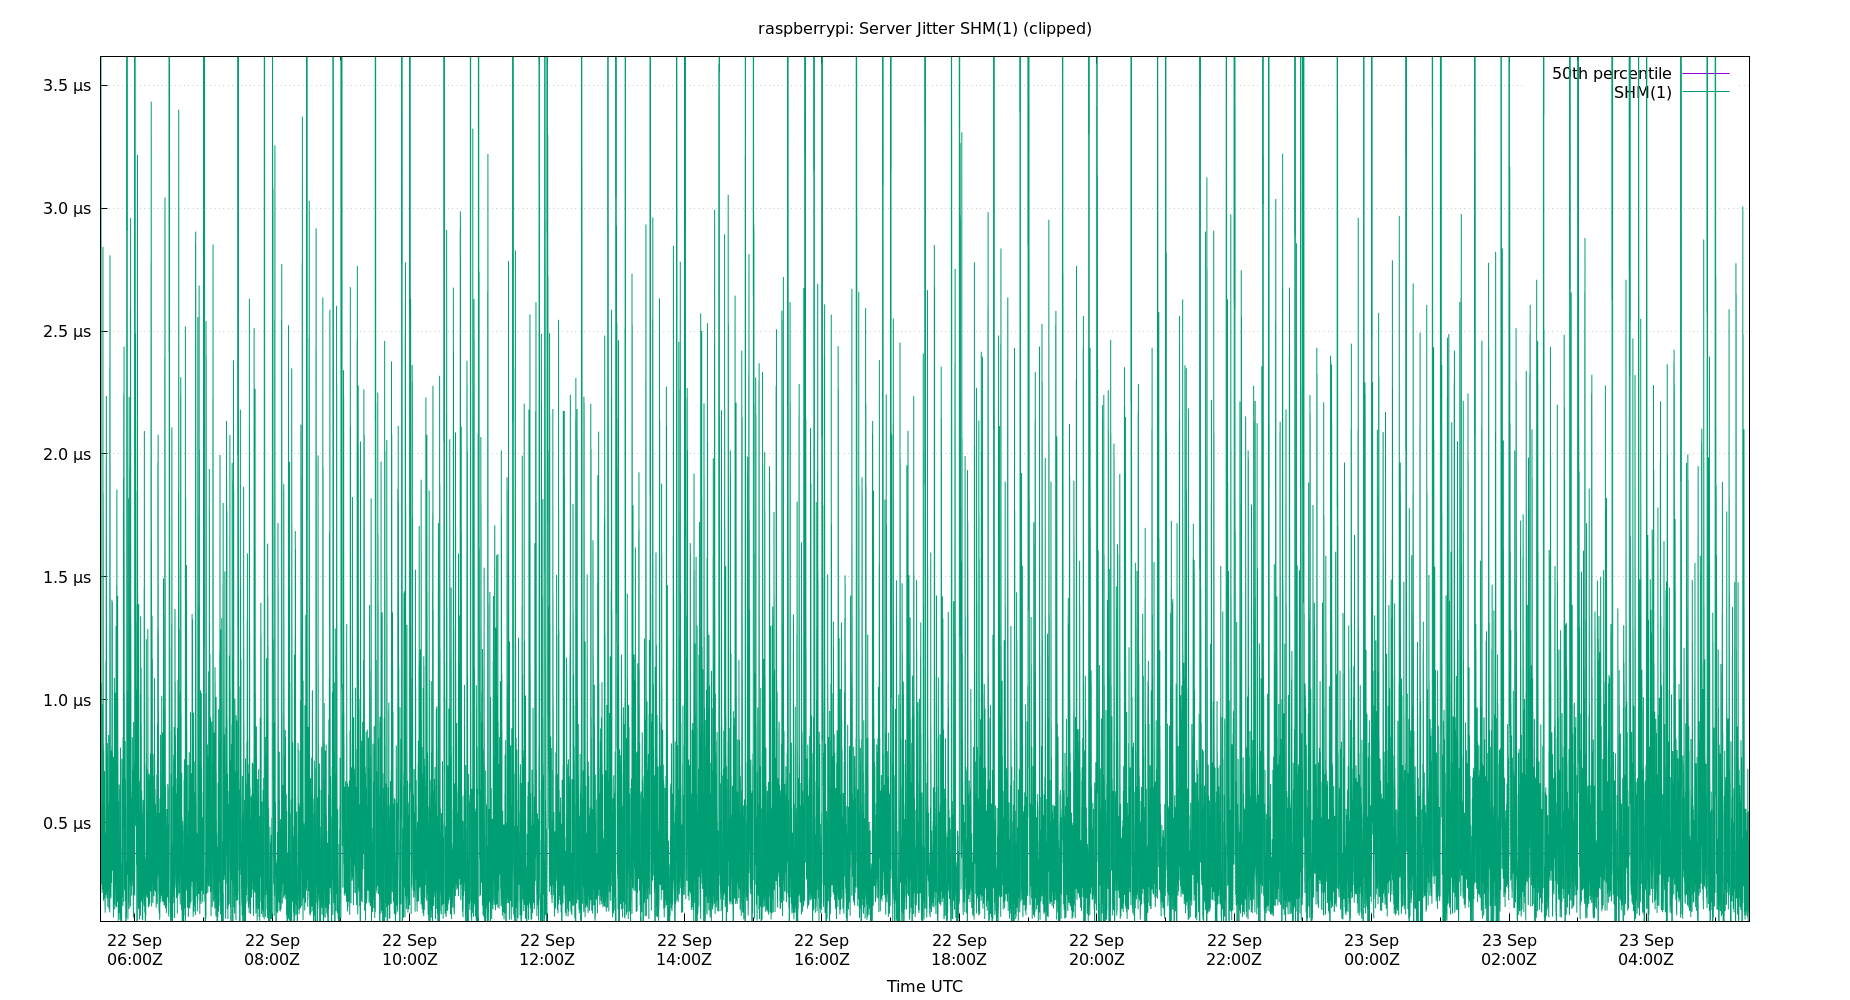 raspberrypi: Server Jitter SHM(1) (clipped)
50th percentile
SHM(1)
3.5 µs
3.0 µs
2.5 µs
2.0 µs
1.5 µs
1.0 µs
0.5 µs
22 Sep 22 Sep 22 Sep 22 Sep 22 Sep 22 Sep 22 Sep 22 Sep 22 Sep 23 Sep 23 Sep 23 Sep
06:00Z 08:00Z 10:00Z 12:00Z 14:00Z 16:00Z 18:00Z 20:00Z 22:00Z 00:00Z 02:00Z 04:00Z
Time UTC